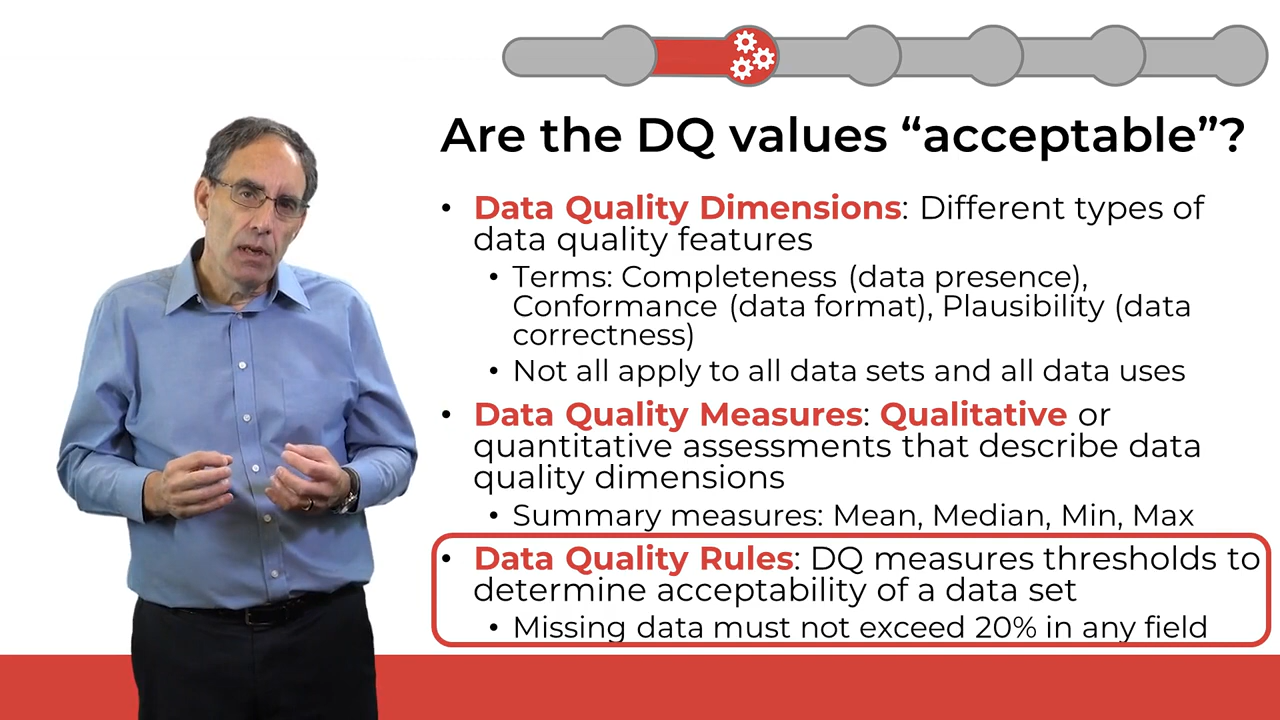 Are the DQ values “acceptable”?
• Data Quality Dimensions: Different types of
data quality features
• Terms: Completeness (data presence),
Conformance (data format), Plausibility (data
correctness)
• Not all apply to all data sets and all data uses
• Data Quality Measures: Qualitative or
quantitative assessments that describe data
quality dimensions
• Summary measures: Mean, Median, Min, Max
• Data Quality Rules: DQ measures thresholds to
determine acceptability of a data set
• Missing data must not exceed 20% in any field